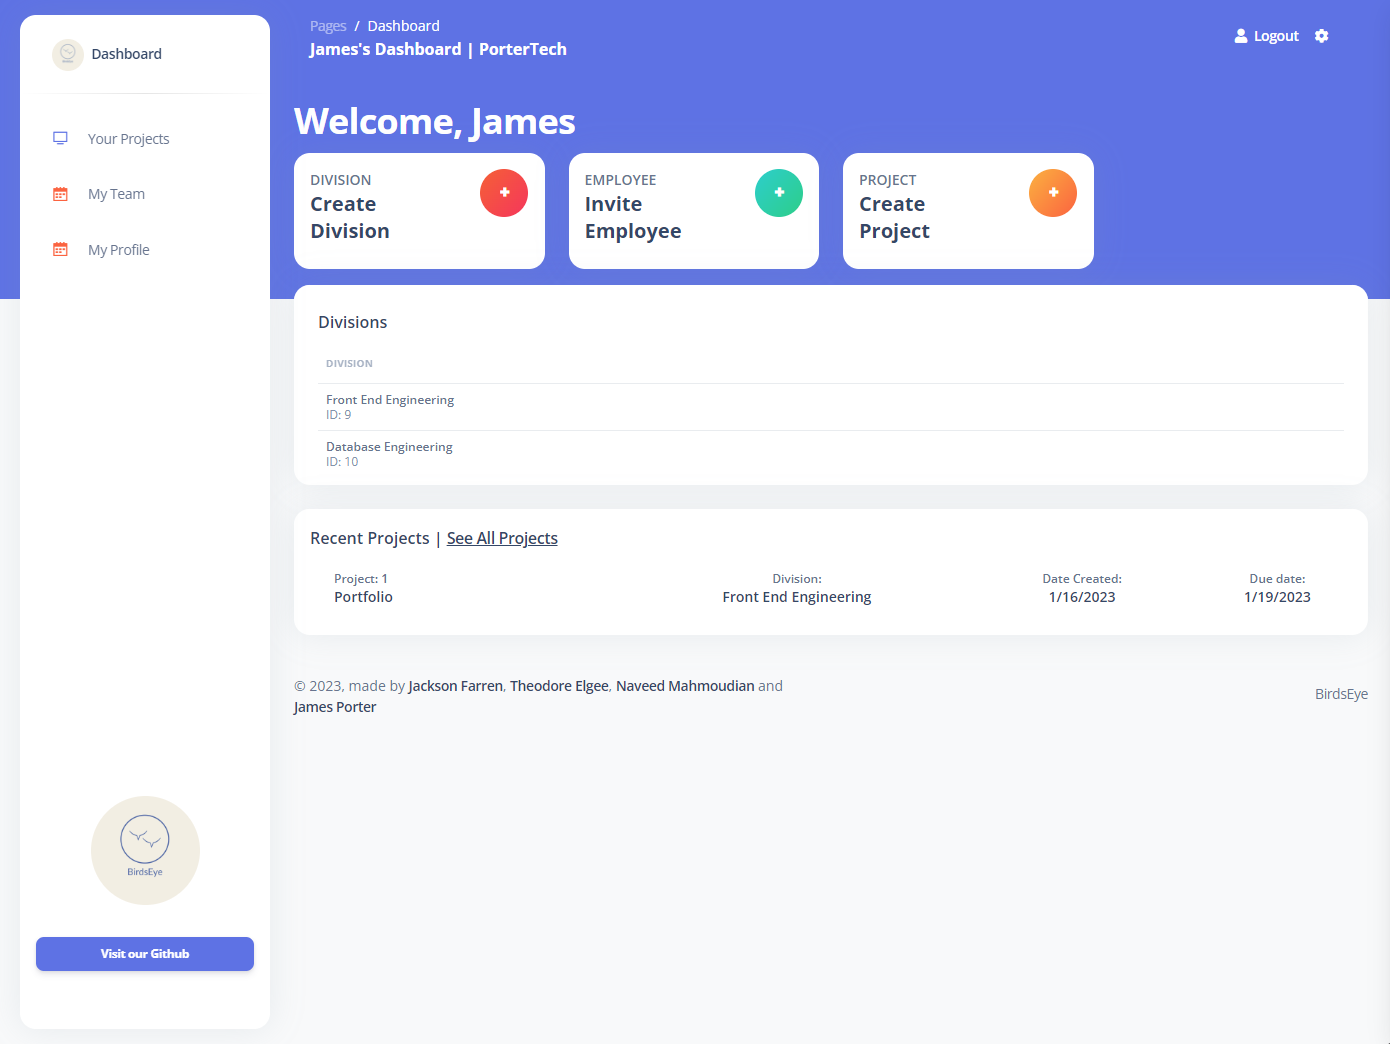 Dashboard
Your Projects
My Team
My Profile
BirdsEye
Visit our Github
Pages / Dashboard
James's Dashboard | PorterTech
Logout
Welcome, James
DIVISION
Create
Division
EMPLOYEE
Invite
Employee
PROJECT
Create
Project
Divisions
DIVISION
Front End Engineering
ID: 9
Database Engineering
ID: 10
Recent Projects | See All Projects
Project: 1
Portfolio
Division:
Front End Engineering
Date Created:
1/16/2023
Due date:
1/19/2023
© 2023, made by Jackson Farren, Theodore Elgee, Naveed Mahmoudian and
James Porter
BirdsEye